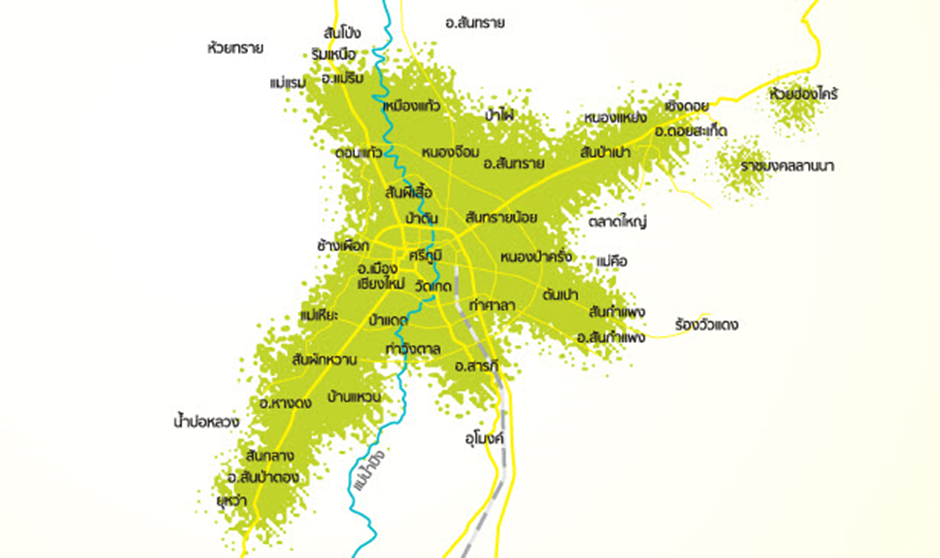 อ.สันทราย
สันโป่ง
ห้วยทราย
ริมเหนือ
อ.แม่ริม
แม่แรม
ห้วยฮ่องไคร้
เหมืองแก้ว
เชิงดอย
ป่าไผ่
หนองแหย่ง
อ.ดอยสะเก็ด
ดอนแก้ว
หนองจ๊อม
สันป่าเปา
อ.สันทราย
ราชมงคลล้านนา
สันผีเสื้อ
ป่าตัน
สันทรายน้อย
ตลาดใหญ่
ช้างเผือก
ศรีภูมิ
หนองป่าครั่ง
แม่คือ
อ.เมือง
เชียงใหม่
วัดเกต
ต้นเปา
ท่าศาลา
สันกำแพง
แม่เหียะ
ป่าแดด
ร้องวัวแดง
อ.สันกำแพง
ท่าวังตาล
สันผักหวาน
อ.สารภี
บ้านแหวน
อ.หางดง
น้ำบ่อหลวง
อุโมงค์
สันกลาง
แม่น้ำปิง
อ.สันป่าตอง
ยุหว่า